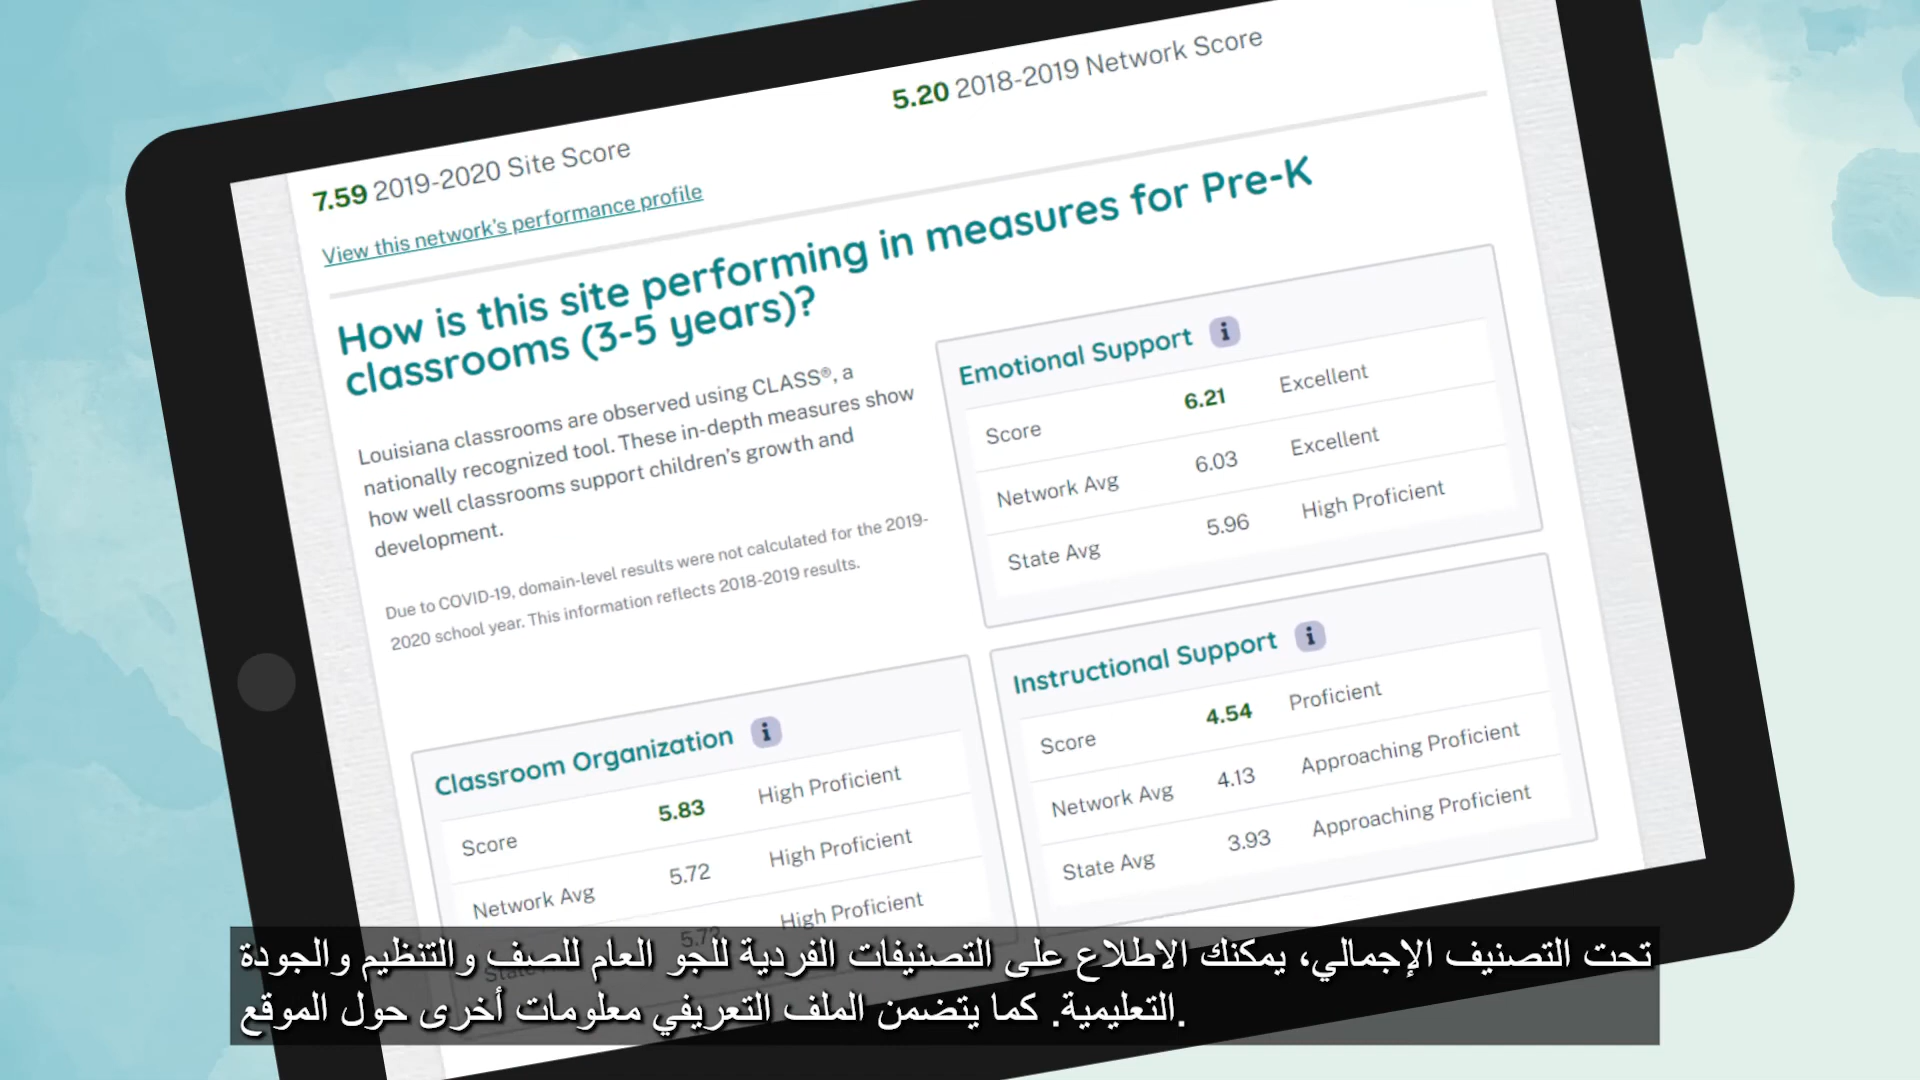 5.20 2018-2019 Network Score
7.59 2019-2020 Site Score
View this network's performance profile
How is this site performing in measures for Pre-K
classrooms (3-5 years)?
Louisiana classrooms are observed using CLASS®, a
nationally recognized tool. These in-depth measures show
how well classrooms support children's growth and
development.
Due to COVID-19, domain-level results were not calculated for the 2019-
2020 school year. This information reflects 2018-2019 results.
Emotional Support i
Score 6.21 Excellent
Network Avg 6.03 Excellent
State Avg 5.96 High Proficient
Classroom Organization i
Score 5.83 High Proficient
Network Avg 5.72 High Proficient
State 5.72 High Proficient
Instructional Support i
Score 4.54 Proficient
Network Avg 4.13 Approaching Proficient
State Avg 3.93 Approaching Proficient
تحت التصنيف الإجمالي، يمكنك الاطلاع على التصنيفات الفردية للجو العام للصف والتنظيم والجودة
التعليمية. كما يتضمن الملف التعريفي معلومات أخرى حول الموقع.